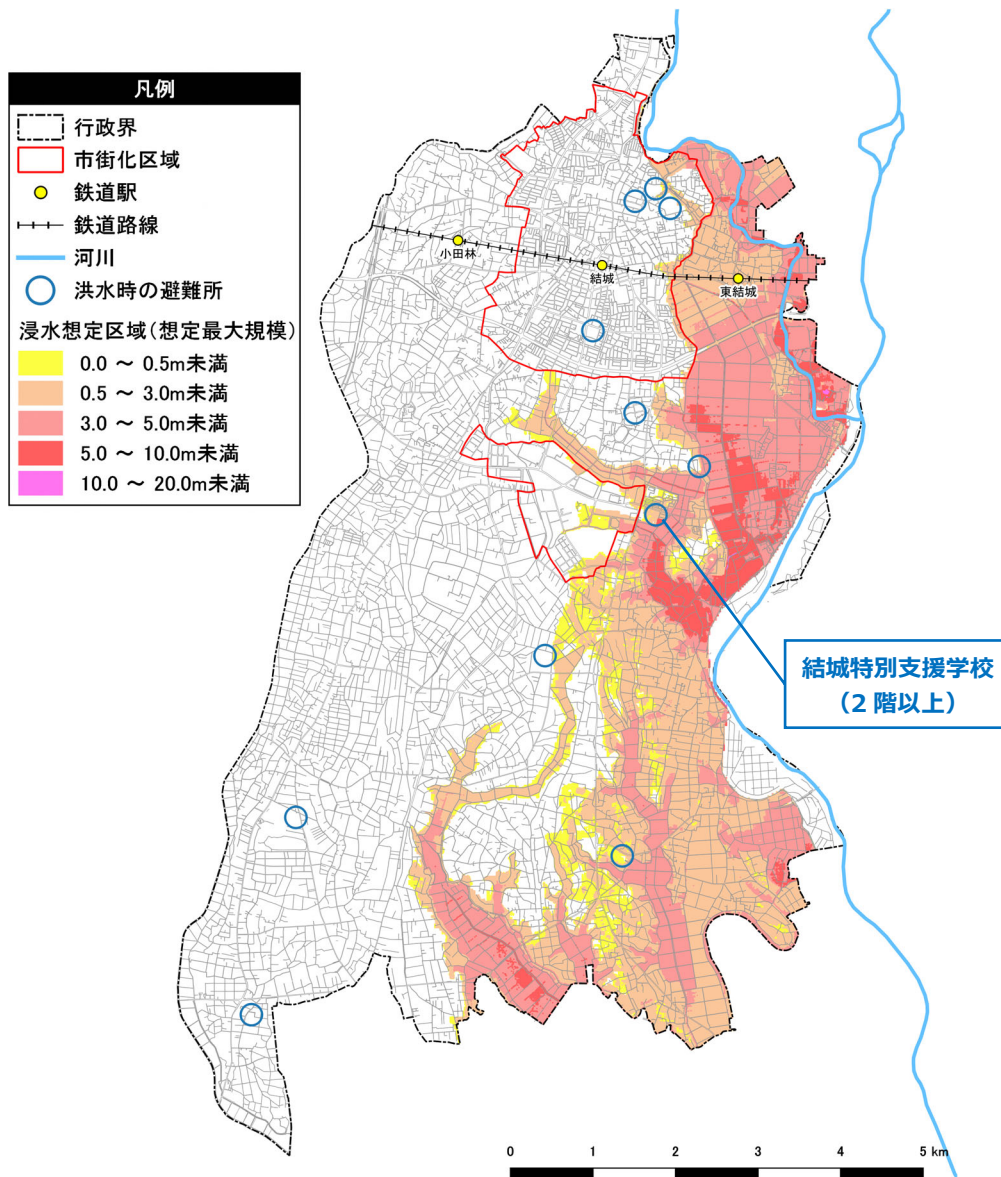 凡例
行政界
市街化区域
鉄道駅
鉄道路線
河川
洪水時の避難所
浸水想定区域(想定最大規模)
0.0 ～ 0.5m未満
0.5 ～ 3.0m未満
3.0 ～ 5.0m未満
5.0 ～ 10.0m未満
10.0 ～ 20.0m未満
小田林
結城
東結城
結城特別支援学校
(2 階以上)
0 1 2 3 4 5 km